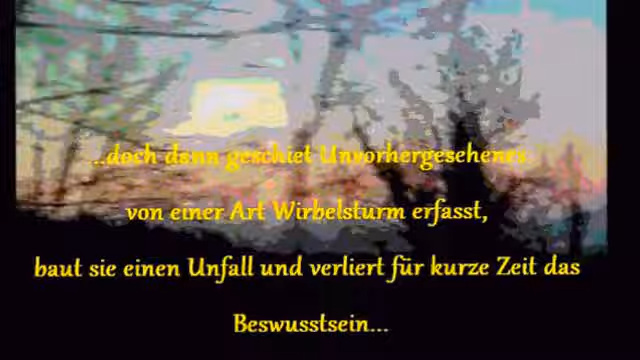 ..doch dann geschiet Unvorhergesehenes
von einer Art Wirbelsturm erfasst,
baut sie einen Unfall und verliert für kurze Zeit das
Beswusstsein...